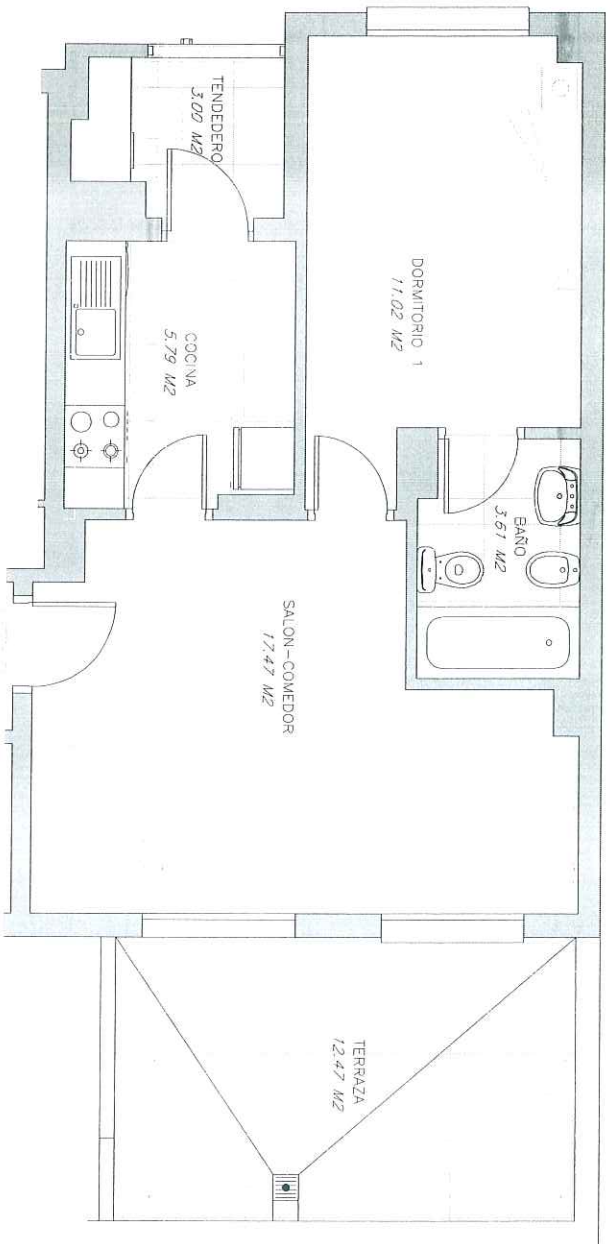 TENDEDERO
3.00 M2
DORMITORIO 1
11.02 M2
COCINA
5.79 M2
BAÑO
3.61 M2
SALON-COMEDOR
17.47 M2
TERRAZA
12.47 M2